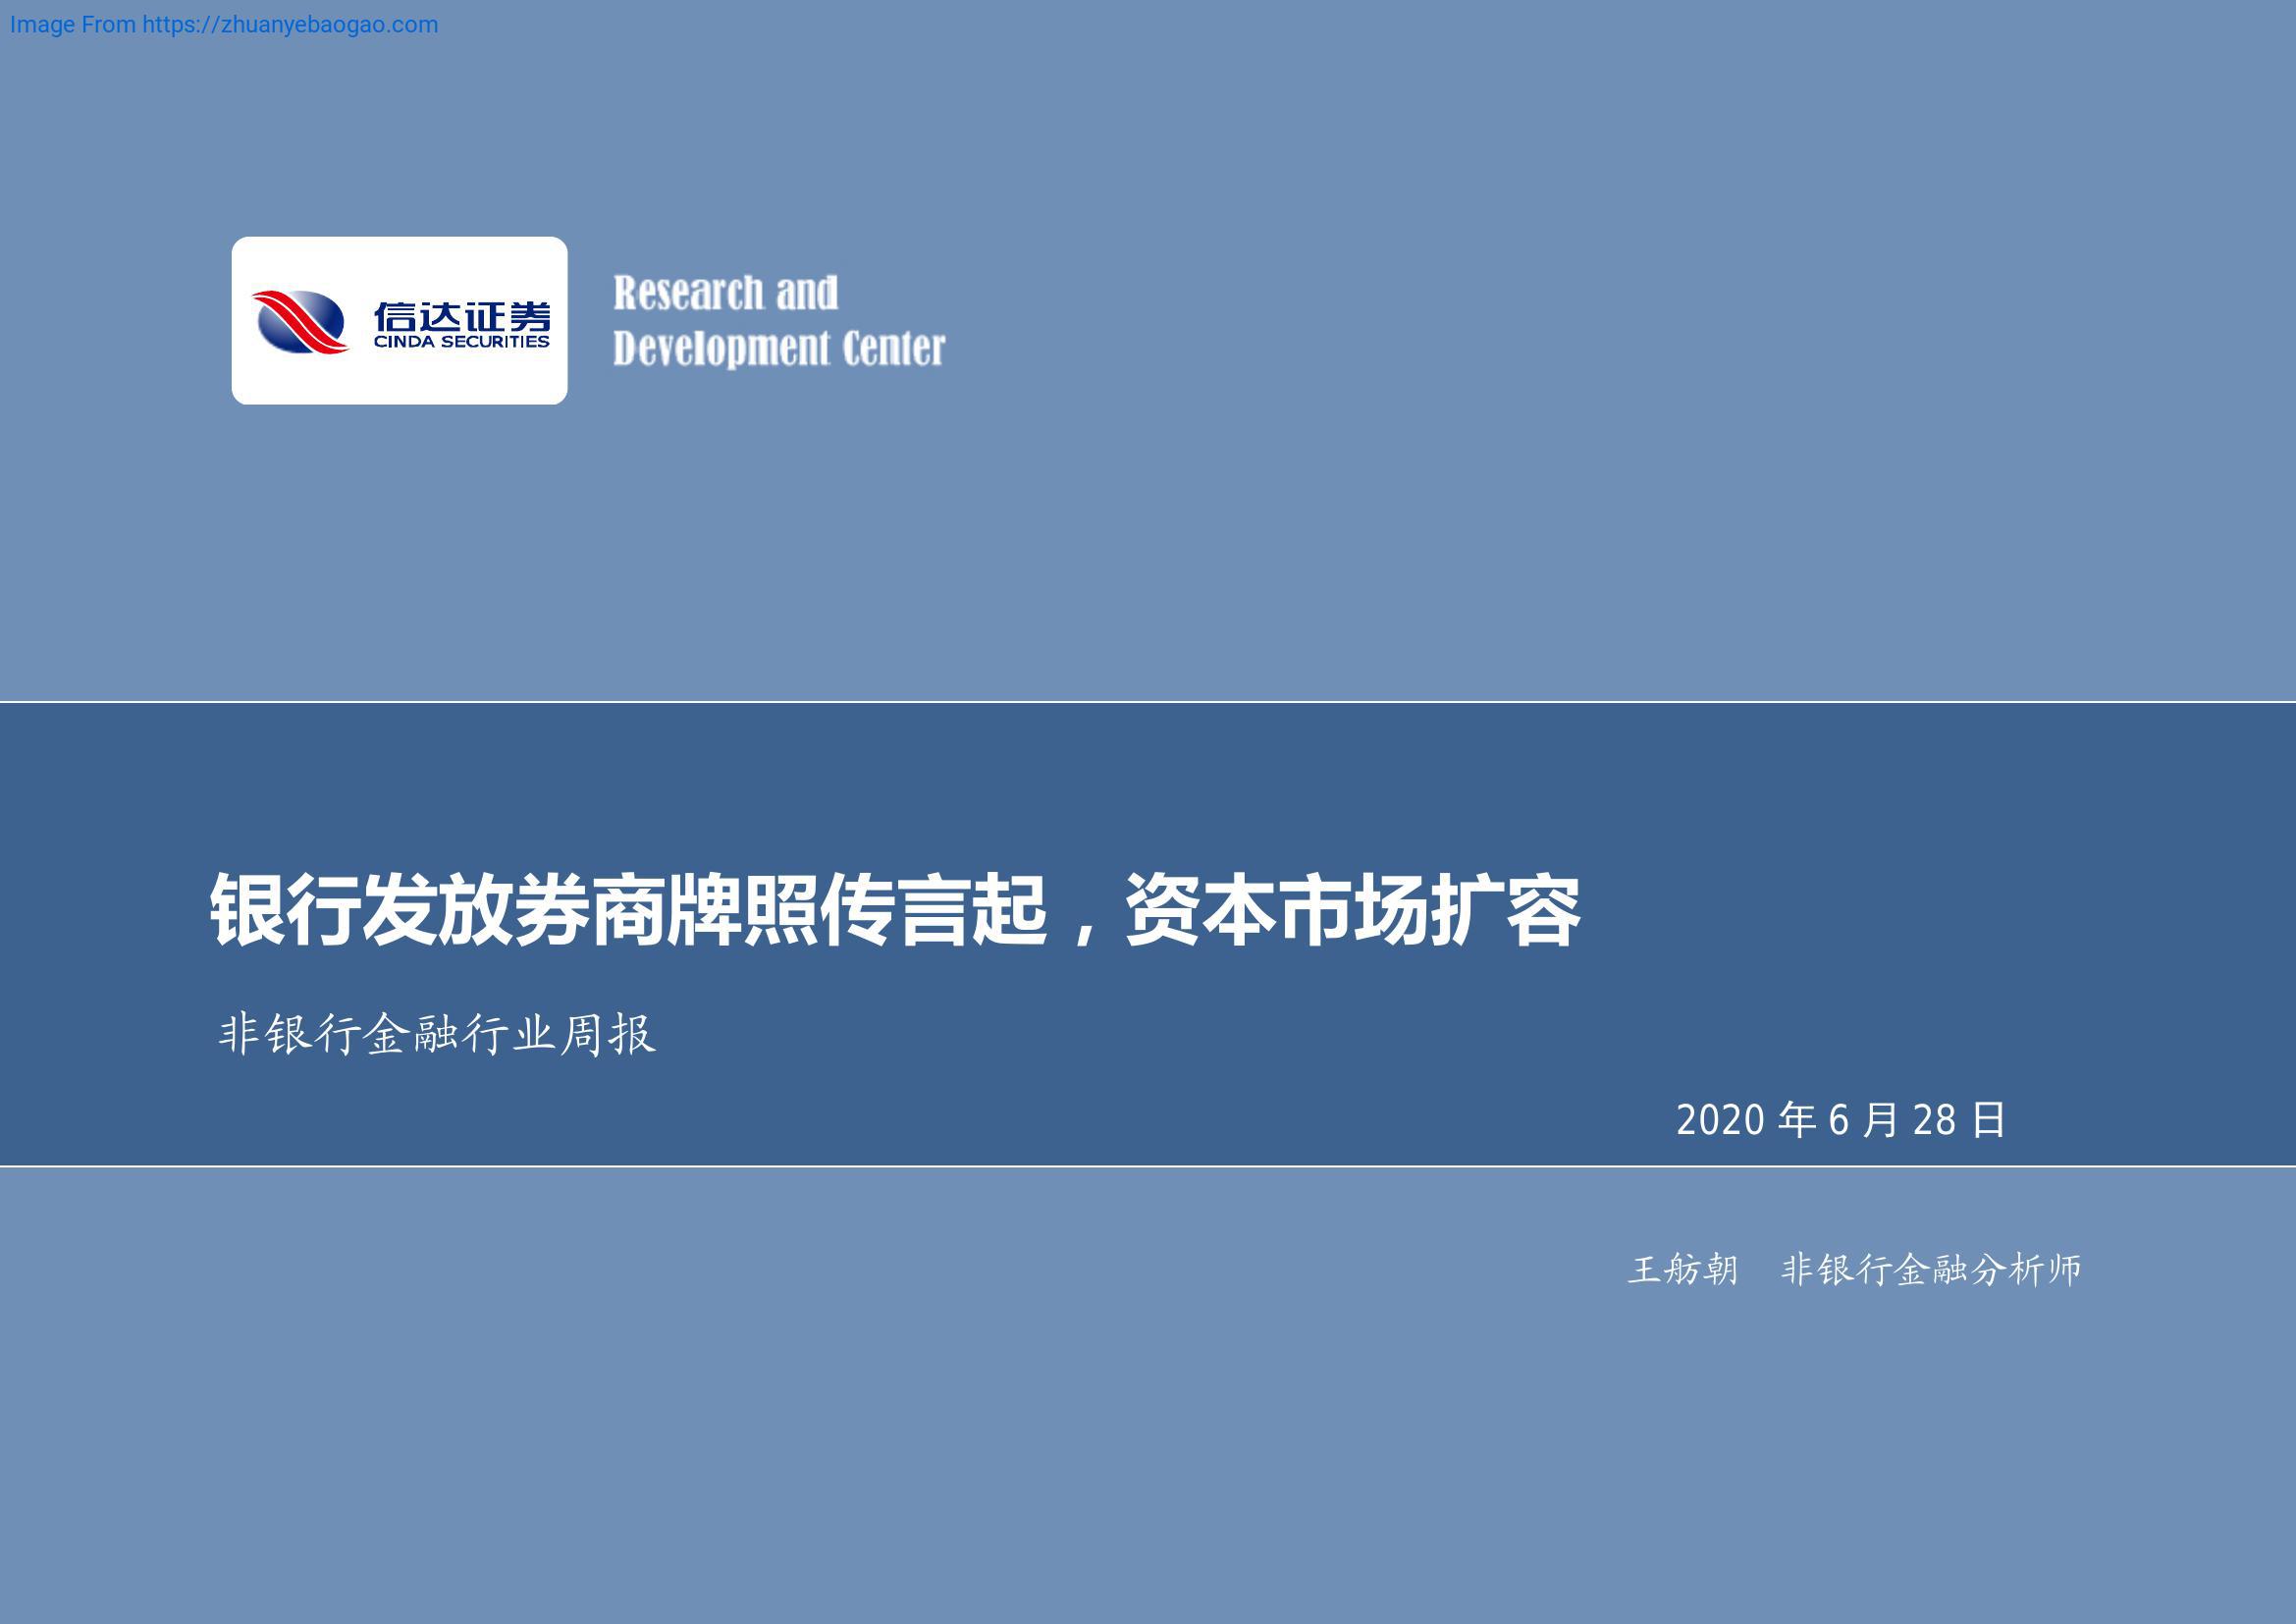 Image From https://zhuanyebaogao.com
信达证券
CINDA SECURITIES
Research and
Development Center
银行发放券商牌照传言起，资本市场扩容
非银行金融行业周报
2020 年 6 月 28 日
王舫朝 非银行金融分析师